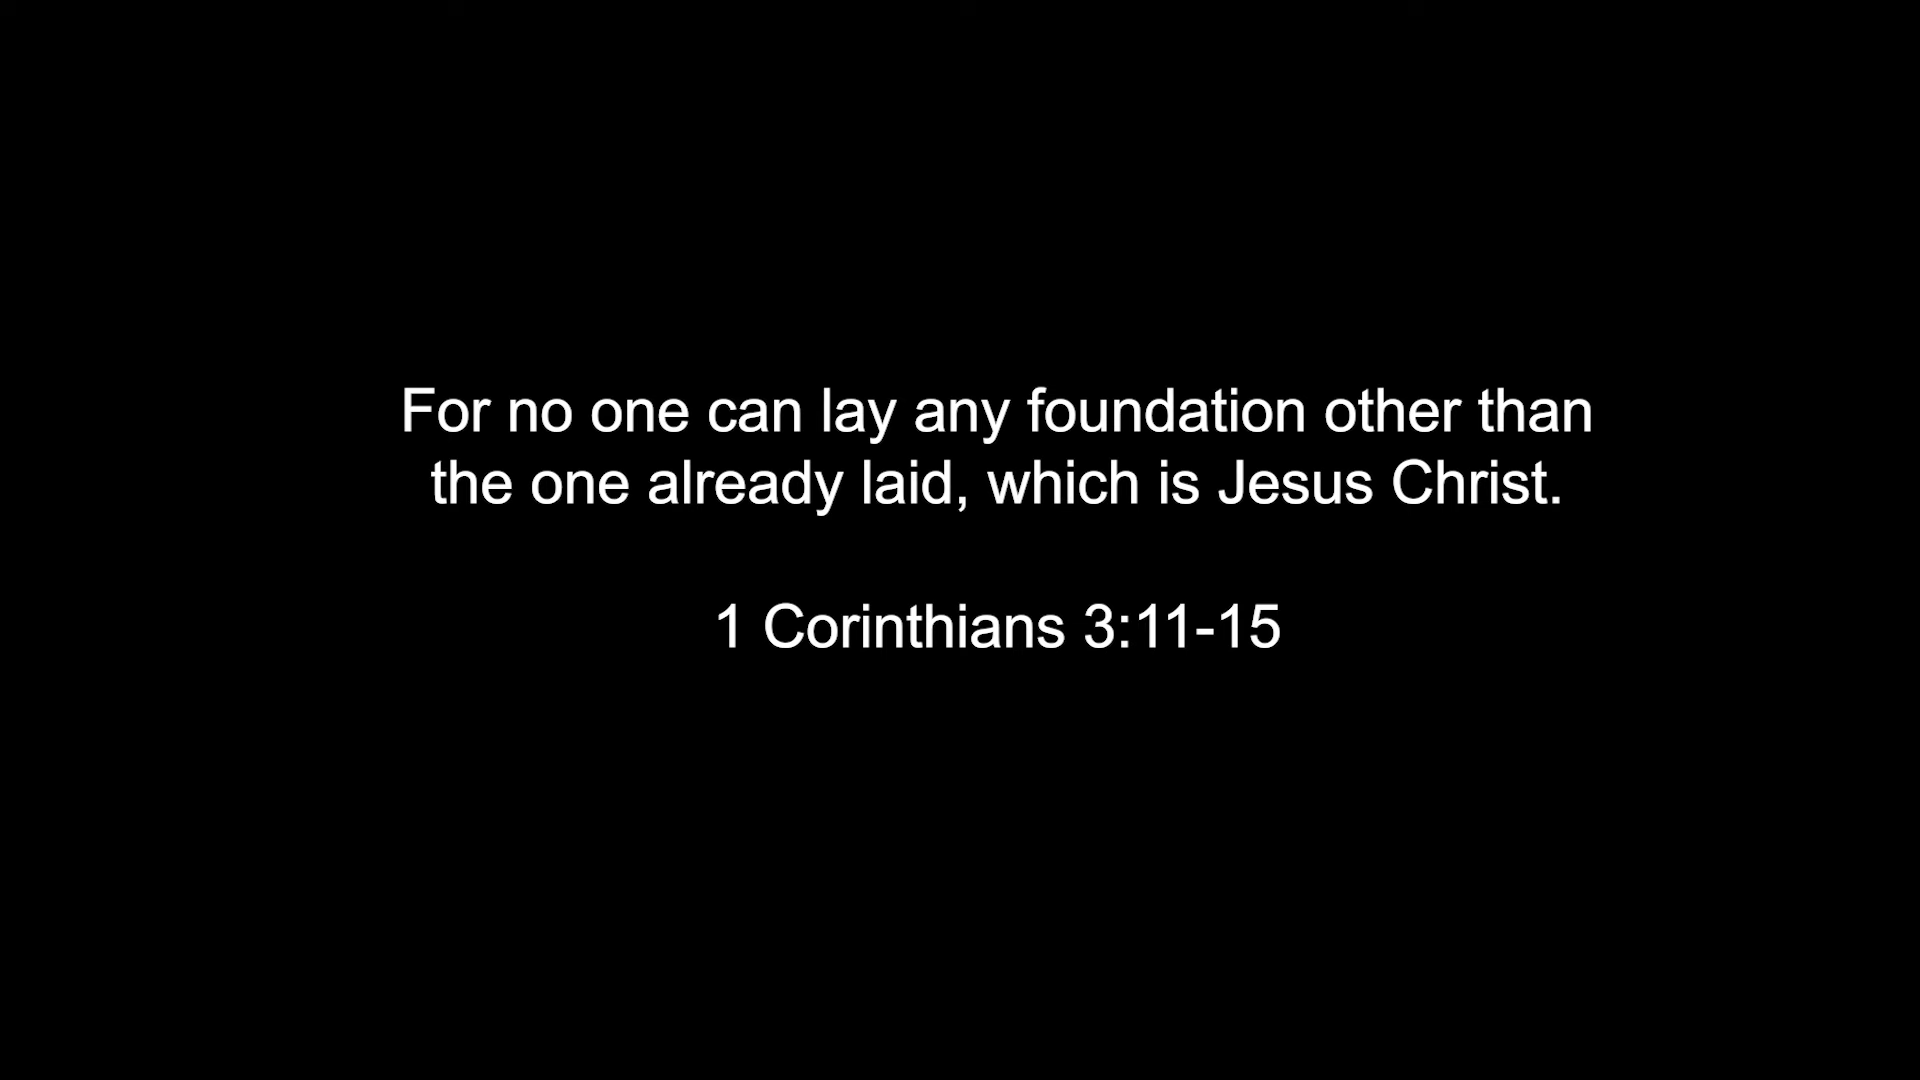 For no one can lay any foundation other than
the one already laid, which is Jesus Christ.
1 Corinthians 3:11-15